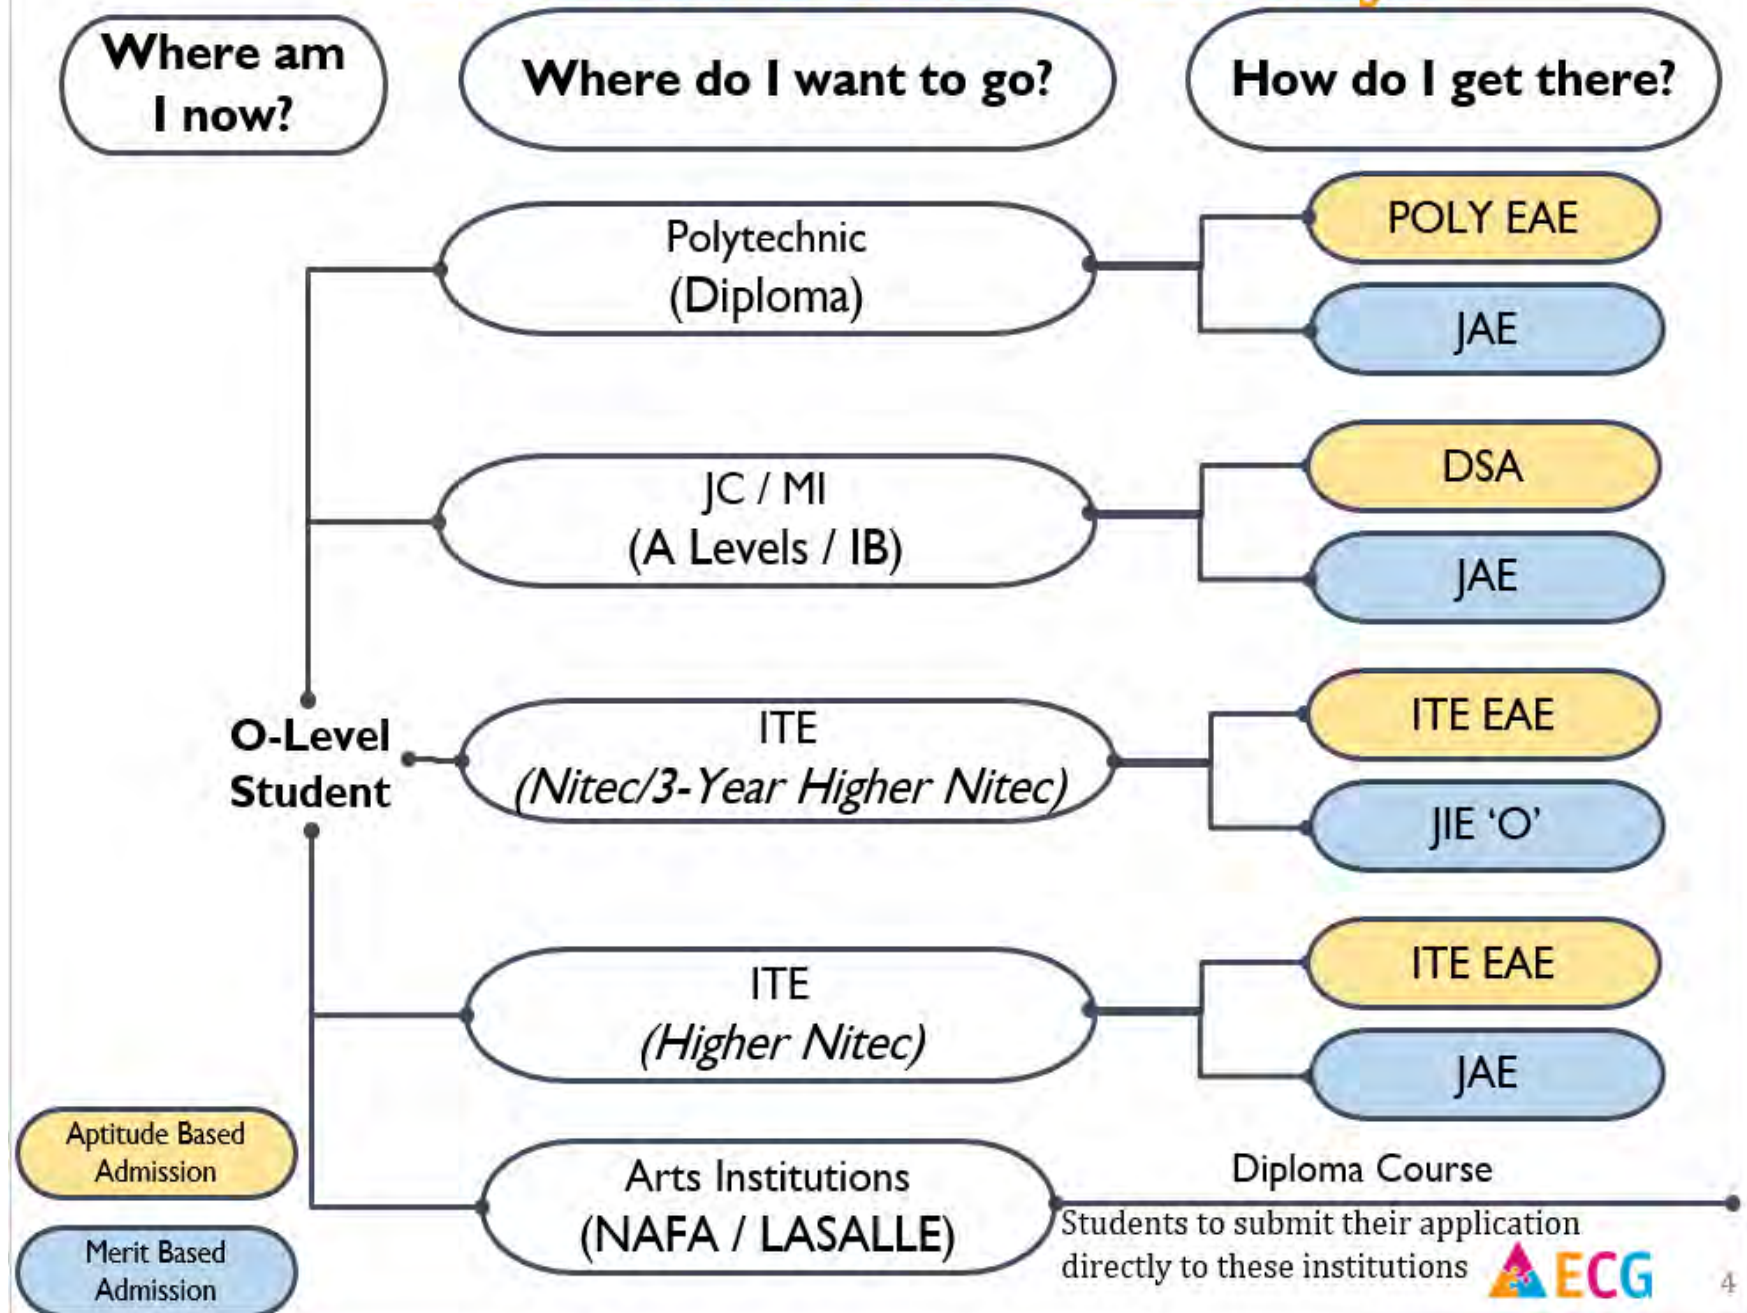 Where am
I now?
Where do I want to go?
How do I get there?
Polytechnic
(Diploma)
POLY EAE
JAE
JC / MI
(A Levels / IB)
DSA
JAE
O-Level
Student
ITE
(Nitec/3-Year Higher Nitec)
ITE EAE
JIE ‘O’
ITE
(Higher Nitec)
ITE EAE
JAE
Arts Institutions
(NAFA / LASALLE)
Diploma Course
Students to submit their application
directly to these institutions
Aptitude Based
Admission
Merit Based
Admission
ECG
4